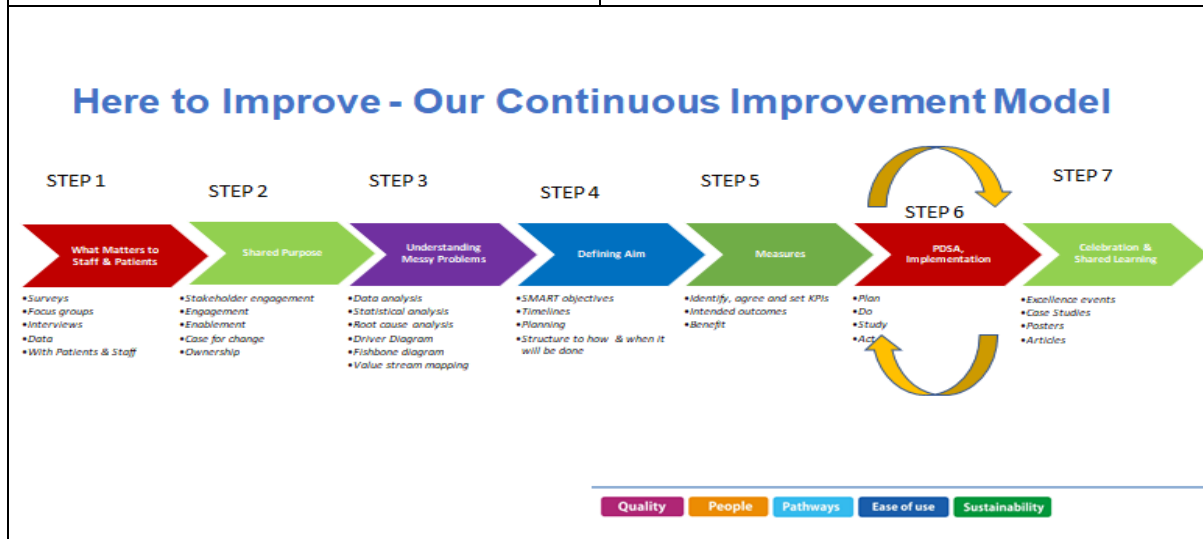 Here to Improve - Our Continuous Improvement Model
STEP 1
What Matters to
Staff & Patients
•Surveys
•Focus groups
•Interviews
•Data
•With Patients & Staff
STEP 2
Shared Purpose
•Stakeholder engagement
•Engagement
•Enablement
•Case for change
•Ownership
STEP 3
Understanding
Messy Problems
•Data analysis
•Statistical analysis
•Root cause analysis
•Driver Diagram
•Fishbone diagram
•Value stream mapping
STEP 4
Defining Aim
•SMART objectives
•Timelines
•Planning
•Structure to how & when it
will be done
STEP 5
Measures
•Identify, agree and set KPIs
•Intended outcomes
•Benefit
STEP 6
PDSA,
Implementation
•Plan
•Do
•Study
•Act
STEP 7
Celebration &
Shared Learning
•Excellence events
•Case Studies
•Posters
•Articles
Quality
People
Pathways
Ease of use
Sustainability